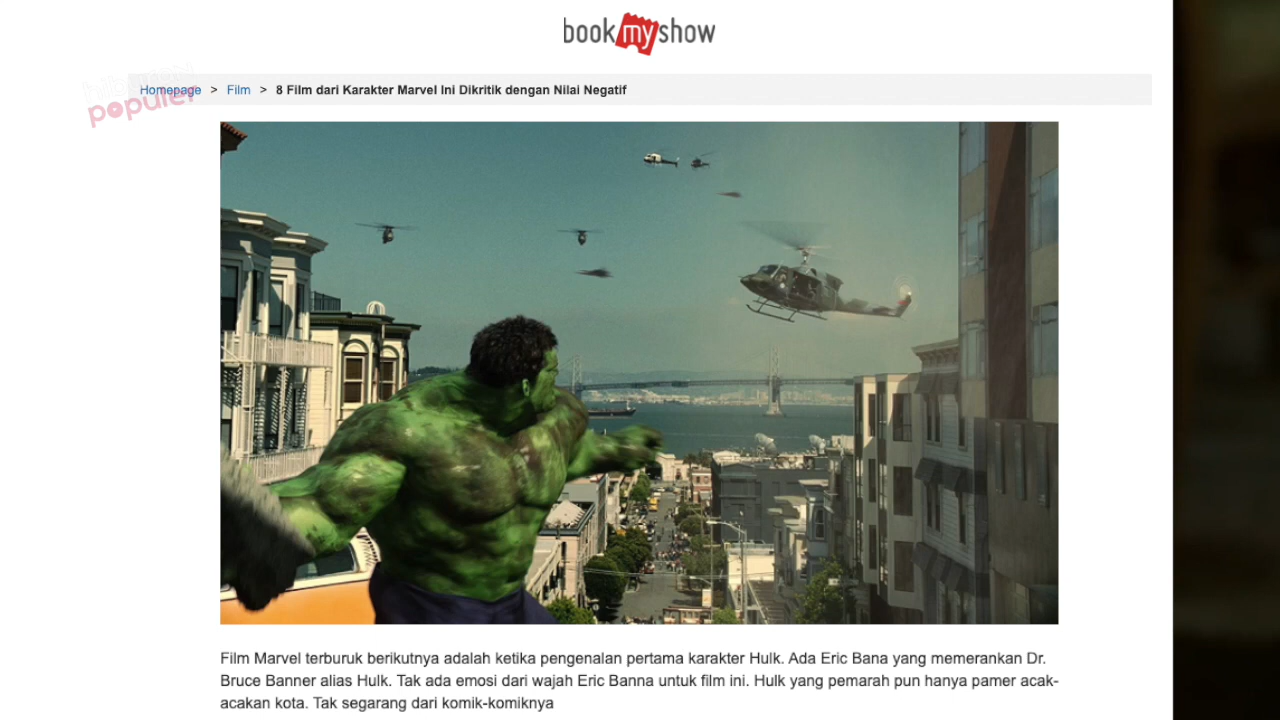 bookmyshow
Homepage > Film > 8 Film dari Karakter Marvel Ini Dikritik dengan Nilai Negatif
populer
Film Marvel terburuk berikutnya adalah ketika pengenalan pertama karakter Hulk. Ada Eric Bana yang memerankan Dr.
Bruce Banner alias Hulk. Tak ada emosi dari wajah Eric Banna untuk film ini. Hulk yang pemarah pun hanya pamer acak-
acakan kota. Tak segarang dari komik-komiknya